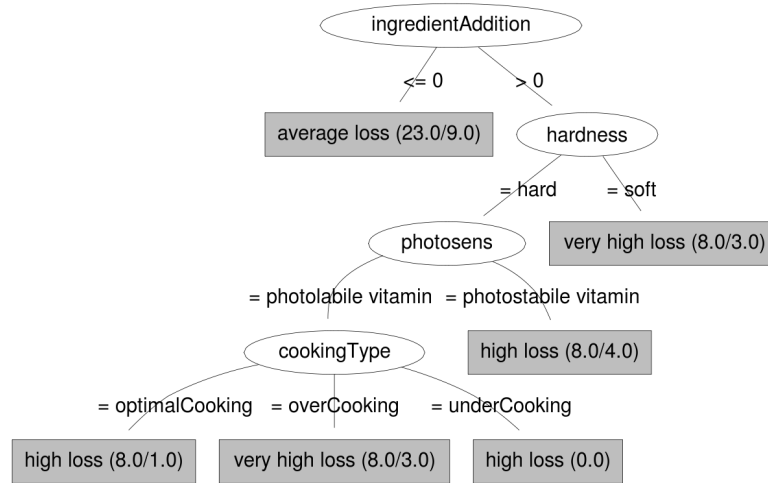 ingredientAddition
<= 0
> 0
average loss (23.0/9.0)
hardness
= hard
= soft
photosens
very high loss (8.0/3.0)
= photolabile vitamin
= photostabile vitamin
cookingType
high loss (8.0/4.0)
= optimalCooking
= overCooking
= underCooking
high loss (8.0/1.0)
very high loss (8.0/3.0)
high loss (0.0)